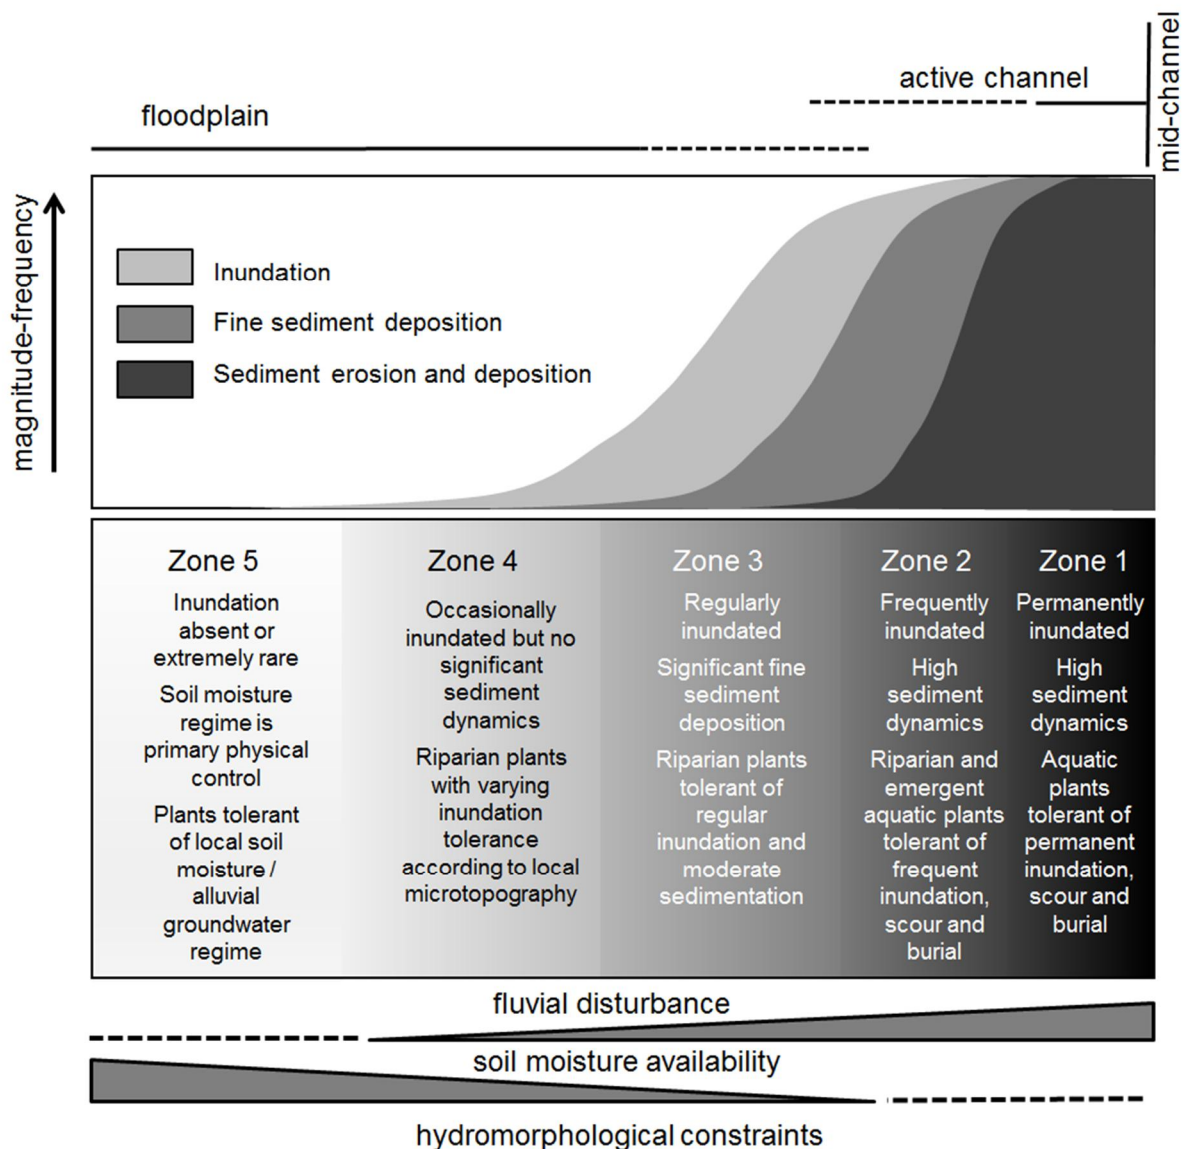 active channel
mid-channel
floodplain
magnitude-frequency
Inundation
Fine sediment deposition
Sediment erosion and deposition
Zone 5
Inundation
absent or
extremely rare
Soil moisture
regime is
primary physical
control
Plants tolerant
of local soil
moisture /
alluvial
groundwater
regime
Zone 4
Occasionally
inundated but no
significant
sediment
dynamics
Riparian plants
with varying
inundation
tolerance
according to local
microtopography
Zone 3
Regularly
inundated
Significant fine
sediment
deposition
Riparian plants
tolerant of
regular
inundation and
moderate
sedimentation
Zone 2
Frequently
inundated
High
sediment
dynamics
Riparian and
emergent
aquatic plants
tolerant of
frequent
inundation,
scour and
burial
Zone 1
Permanently
inundated
High
sediment
dynamics
Aquatic
plants
tolerant of
permanent
inundation,
scour and
burial
fluvial disturbance
soil moisture availability
hydromorphological constraints